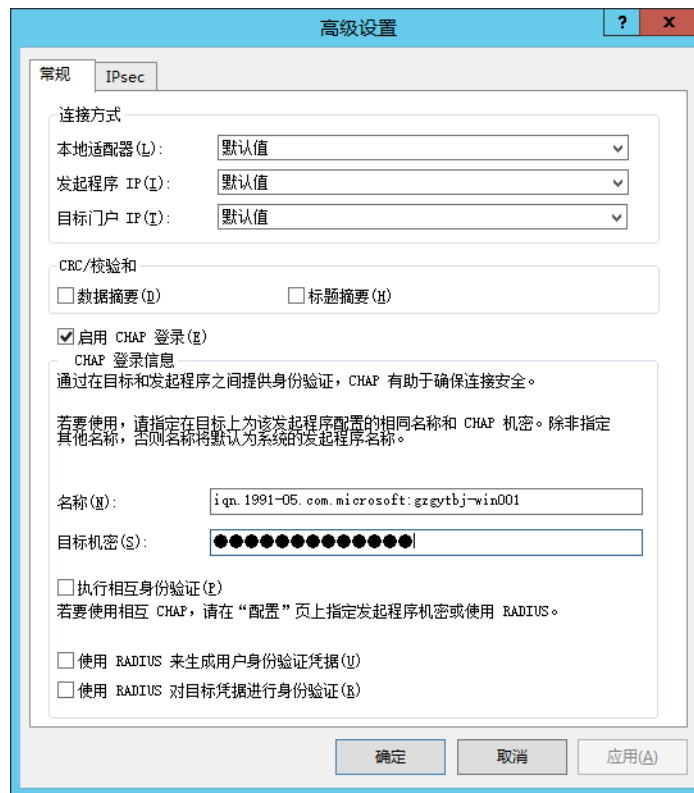 高级设置
? x
常规 IPsec
连接方式
本地适配器(L): 默认值
发起程序 IP(I): 默认值
目标门户 IP(T): 默认值
CRC/校验和
数据摘要(D) 标题摘要(H)
启用 CHAP 登录(E)
CHAP 登录信息
通过在目标和发起程序之间提供身份验证，CHAP 有助于确保连接安全。
若要使用，请指定在目标上为该发起程序配置的相同名称和 CHAP 机密。除非指定
其他名称，否则名称将默认为系统的发起程序名称。
名称(N): iqn.1991-05.com.microsoft:gzgytbj-win001
目标机密(S): ●●●●●●●●●●●●●
执行相互身份验证(P)
若要使用相互 CHAP，请在“配置”页上指定发起程序机密或使用 RADIUS。
使用 RADIUS 来生成用户身份验证凭据(U)
使用 RADIUS 对目标凭据进行身份验证(R)
确定 取消 应用(A)